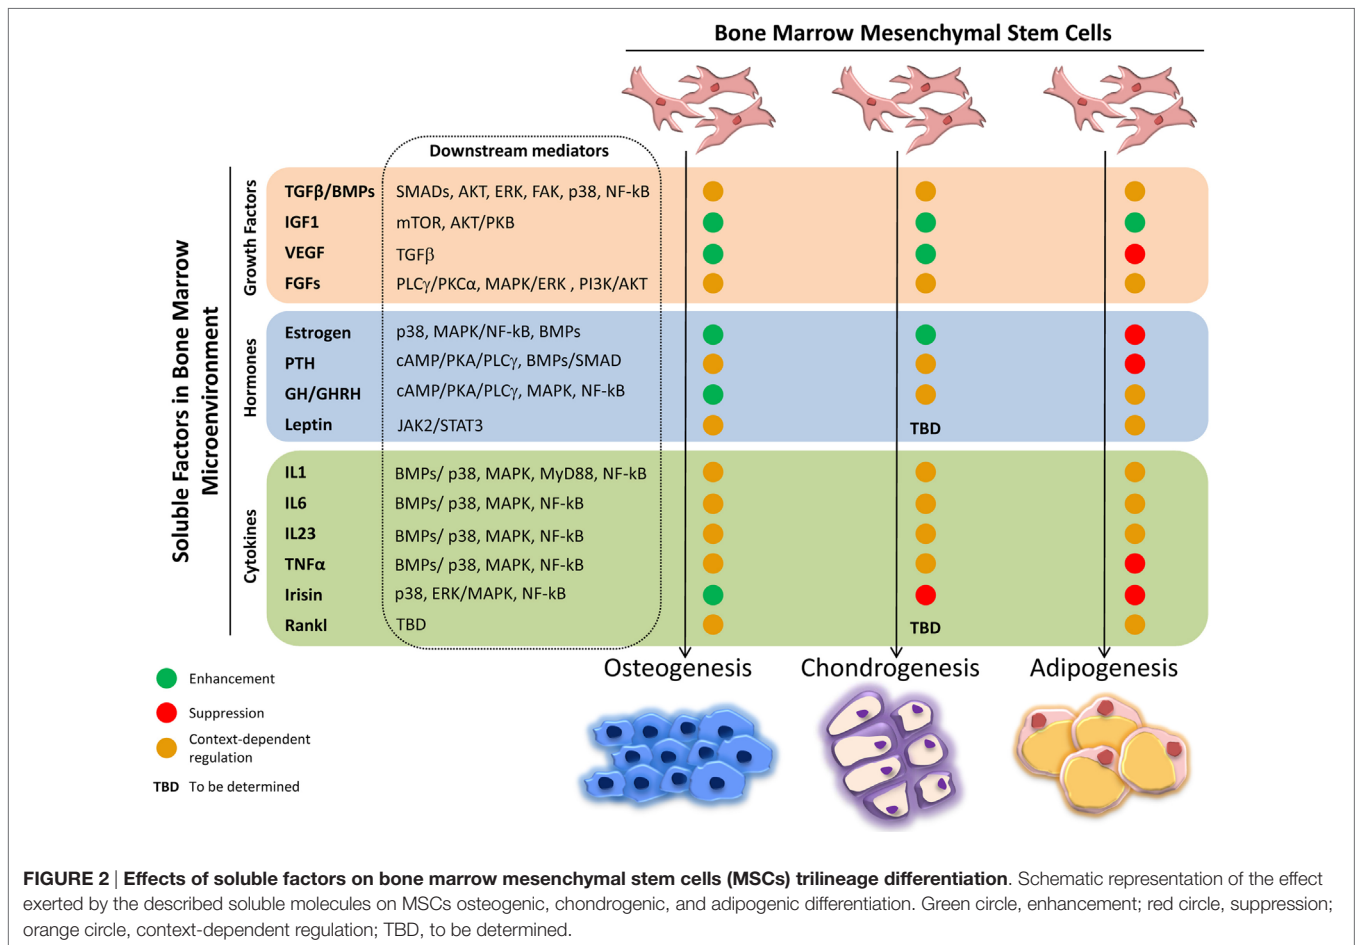 Bone Marrow Mesenchymal Stem Cells
Downstream mediators
Soluble Factors in Bone Marrow
Microenvironment
Growth Factors
TGFβ/BMPs SMADs, AKT, ERK, FAK, p38, NF-kB
IGF1 mTOR, AKT/PKB
VEGF TGFβ
FGFs PLCγ/PKCα, MAPK/ERK , PI3K/AKT
Hormones
Estrogen p38, MAPK/NF-kB, BMPs
PTH cAMP/PKA/PLCγ, BMPs/SMAD
GH/GHRH cAMP/PKA/PLCγ, MAPK, NF-kB
Leptin JAK2/STAT3 TBD
Cytokines
IL1 BMPs/ p38, MAPK, MyD88, NF-kB
IL6 BMPs/ p38, MAPK, NF-kB
IL23 BMPs/ p38, MAPK, NF-kB
TNFα BMPs/ p38, MAPK, NF-kB
Irisin p38, ERK/MAPK, NF-kB
Rankl TBD TBD
Osteogenesis Chondrogenesis Adipogenesis
Enhancement
Suppression
Context-dependent
regulation
TBD To be determined
FIGURE 2 | Effects of soluble factors on bone marrow mesenchymal stem cells (MSCs) trilineage differentiation. Schematic representation of the effect
exerted by the described soluble molecules on MSCs osteogenic, chondrogenic, and adipogenic differentiation. Green circle, enhancement; red circle, suppression;
orange circle, context-dependent regulation; TBD, to be determined.